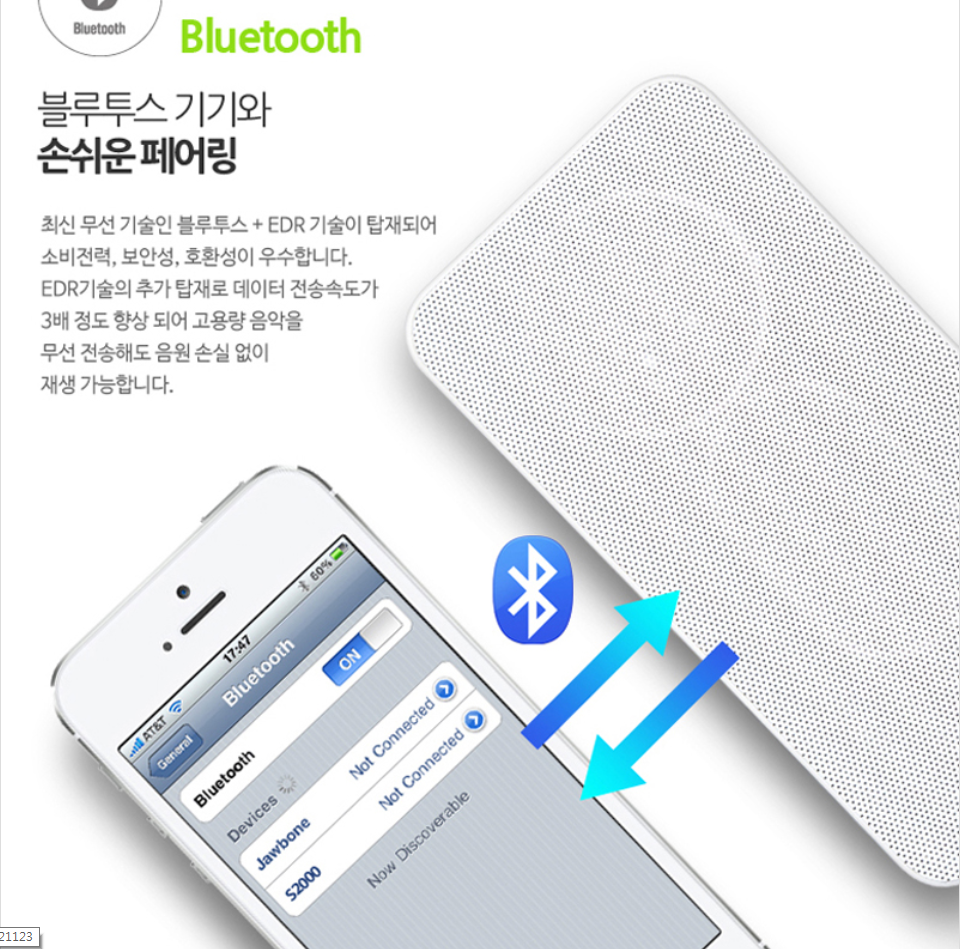 Bluetooth
Bluetooth
블루투스 기기와
손쉬운 페어링
최신 무선 기술인 블루투스 + EDR 기술이 탑재되어
소비전력, 보안성, 호환성이 우수합니다.
EDR기술의 추가 탑재로 데이터 전송속도가
3배 정도 향상 되어 고용량 음악을
무선 전송해도 음원 손실 없이
재생 가능합니다.
AT&T 17:47 60%
General Bluetooth
Bluetooth ON
Devices
Jawbone Not Connected
S2000 Not Connected
Now Discoverable
21123